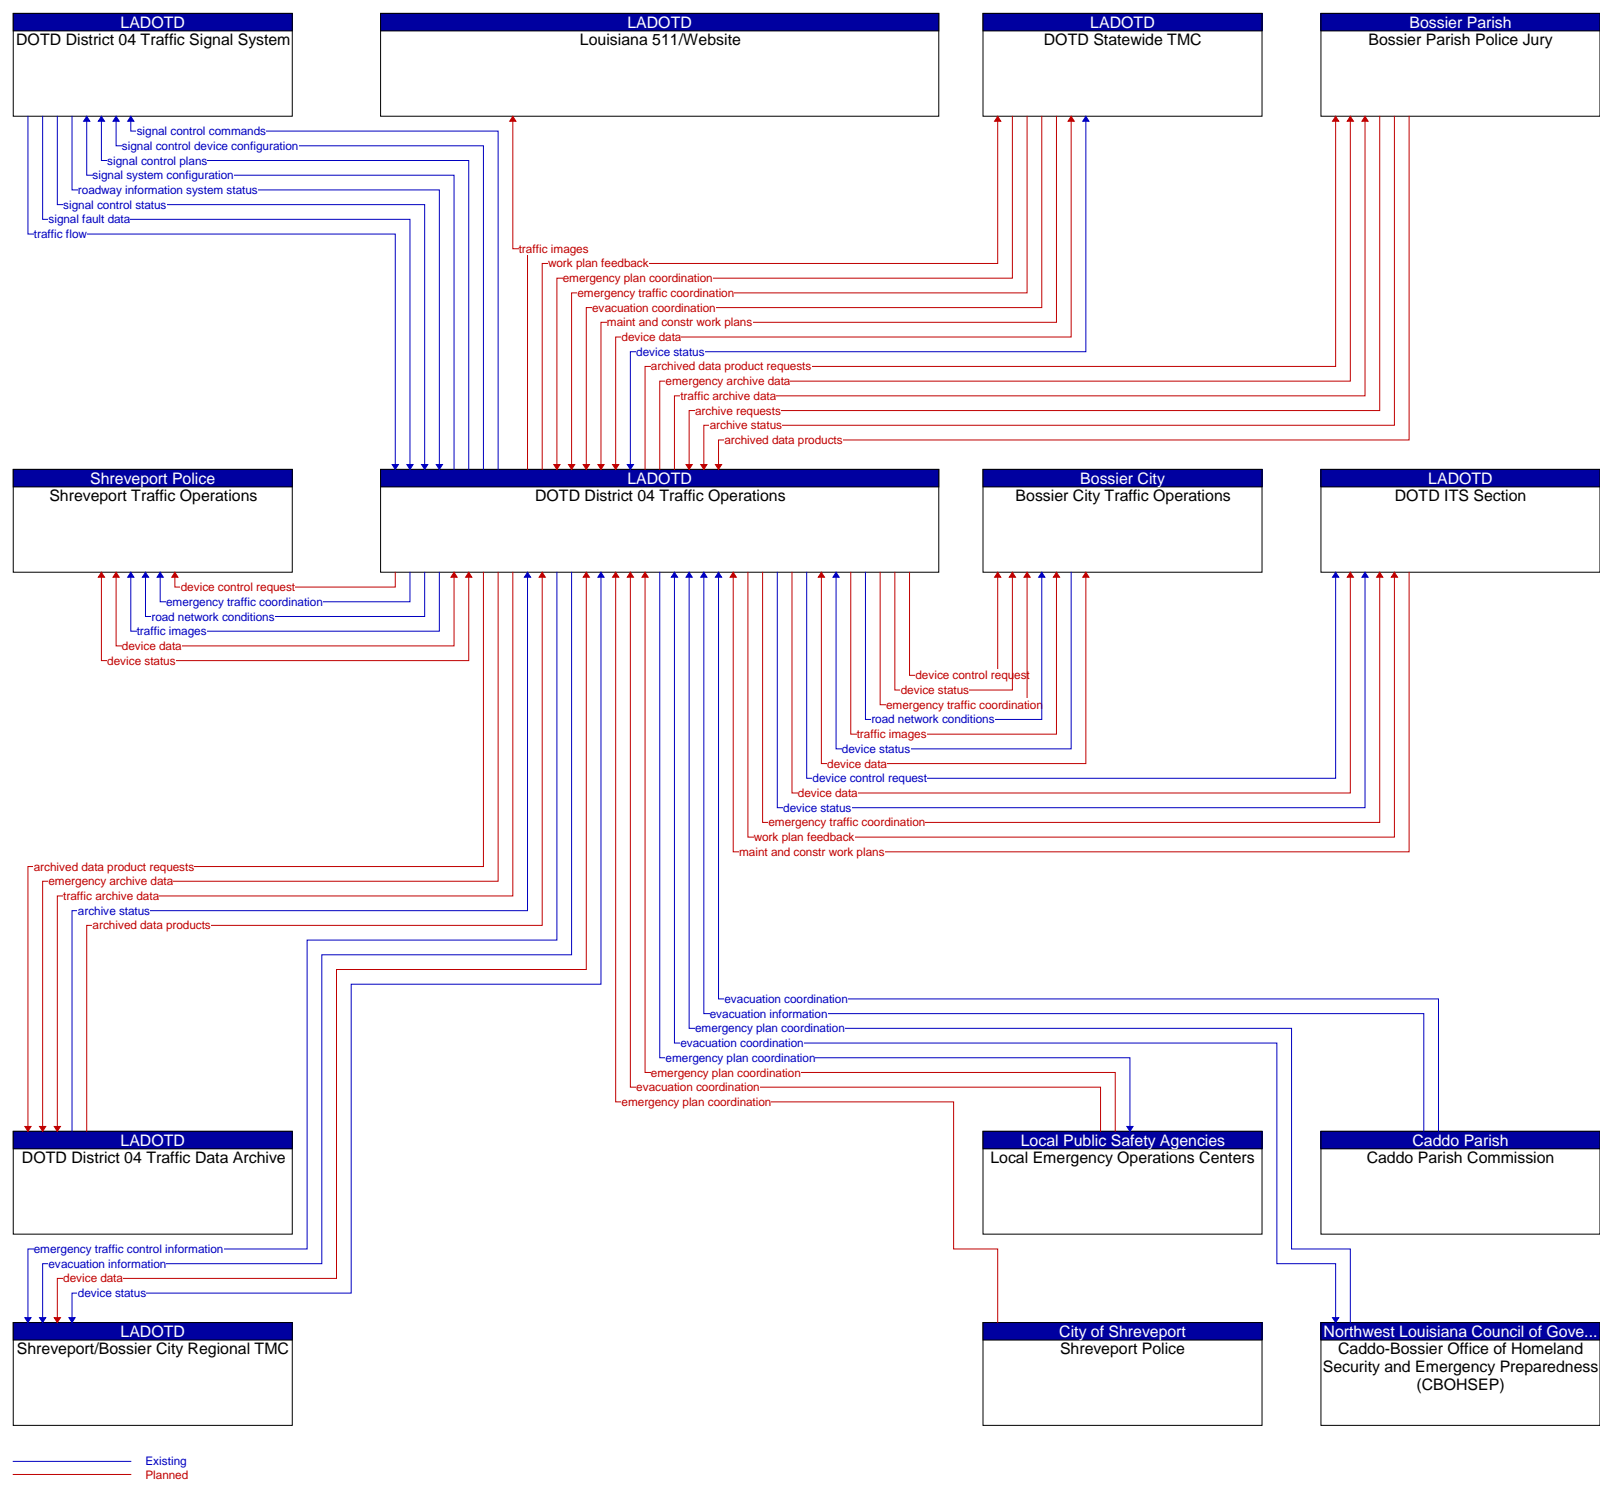 LADOTD
DOTD District 04 Traffic Signal System
LADOTD
Louisiana 511/Website
LADOTD
DOTD Statewide TMC
Bossier Parish
Bossier Parish Police Jury
signal control commands
signal control device configuration
signal control plans
signal system configuration
roadway information system status
signal control status
signal fault data
traffic flow
traffic images
work plan feedback
emergency plan coordination
emergency traffic coordination
evacuation coordination
maint and constr work plans
device data
device status
archived data product requests
emergency archive data
traffic archive data
archive requests
archive status
archived data products
Shreveport Police
Shreveport Traffic Operations
LADOTD
DOTD District 04 Traffic Operations
Bossier City
Bossier City Traffic Operations
LADOTD
DOTD ITS Section
device control request
emergency traffic coordination
road network conditions
traffic images
device data
device status
device control request
device status
emergency traffic coordination
road network conditions
traffic images
device status
device data
device control request
device data
device status
emergency traffic coordination
work plan feedback
maint and constr work plans
archived data product requests
emergency archive data
traffic archive data
archive status
archived data products
evacuation coordination
evacuation information
emergency plan coordination
evacuation coordination
emergency plan coordination
emergency plan coordination
evacuation coordination
emergency plan coordination
LADOTD
DOTD District 04 Traffic Data Archive
Local Public Safety Agencies
Local Emergency Operations Centers
Caddo Parish
Caddo Parish Commission
emergency traffic control information
evacuation information
device data
device status
LADOTD
Shreveport/Bossier City Regional TMC
City of Shreveport
Shreveport Police
Northwest Louisiana Council of Gove...
Caddo-Bossier Office of Homeland
Security and Emergency Preparedness
(CBOHSEP)
Existing
Planned